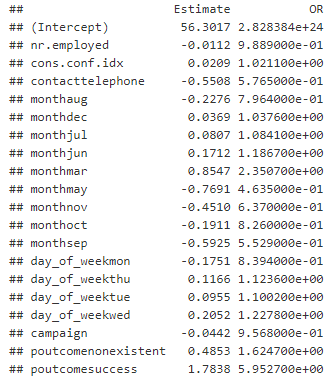 ##                     Estimate           OR
## (Intercept)          56.3017 2.828384e+24
## nr.employed          -0.0112 9.889000e-01
## cons.conf.idx         0.0209 1.021100e+00
## contacttelephone     -0.5508 5.765000e-01
## monthaug             -0.2276 7.964000e-01
## monthdec              0.0369 1.037600e+00
## monthjul              0.0807 1.084100e+00
## monthjun              0.1712 1.186700e+00
## monthmar              0.8547 2.350700e+00
## monthmay             -0.7691 4.635000e-01
## monthnov             -0.4510 6.370000e-01
## monthoct             -0.1911 8.260000e-01
## monthsep             -0.5925 5.529000e-01
## day_of_weekmon       -0.1751 8.394000e-01
## day_of_weekthu        0.1166 1.123600e+00
## day_of_weektue        0.0955 1.100200e+00
## day_of_weekwed        0.2052 1.227800e+00
## campaign             -0.0442 9.568000e-01
## poutcomenonexistent   0.4853 1.624700e+00
## poutcomesuccess       1.7838 5.952700e+00